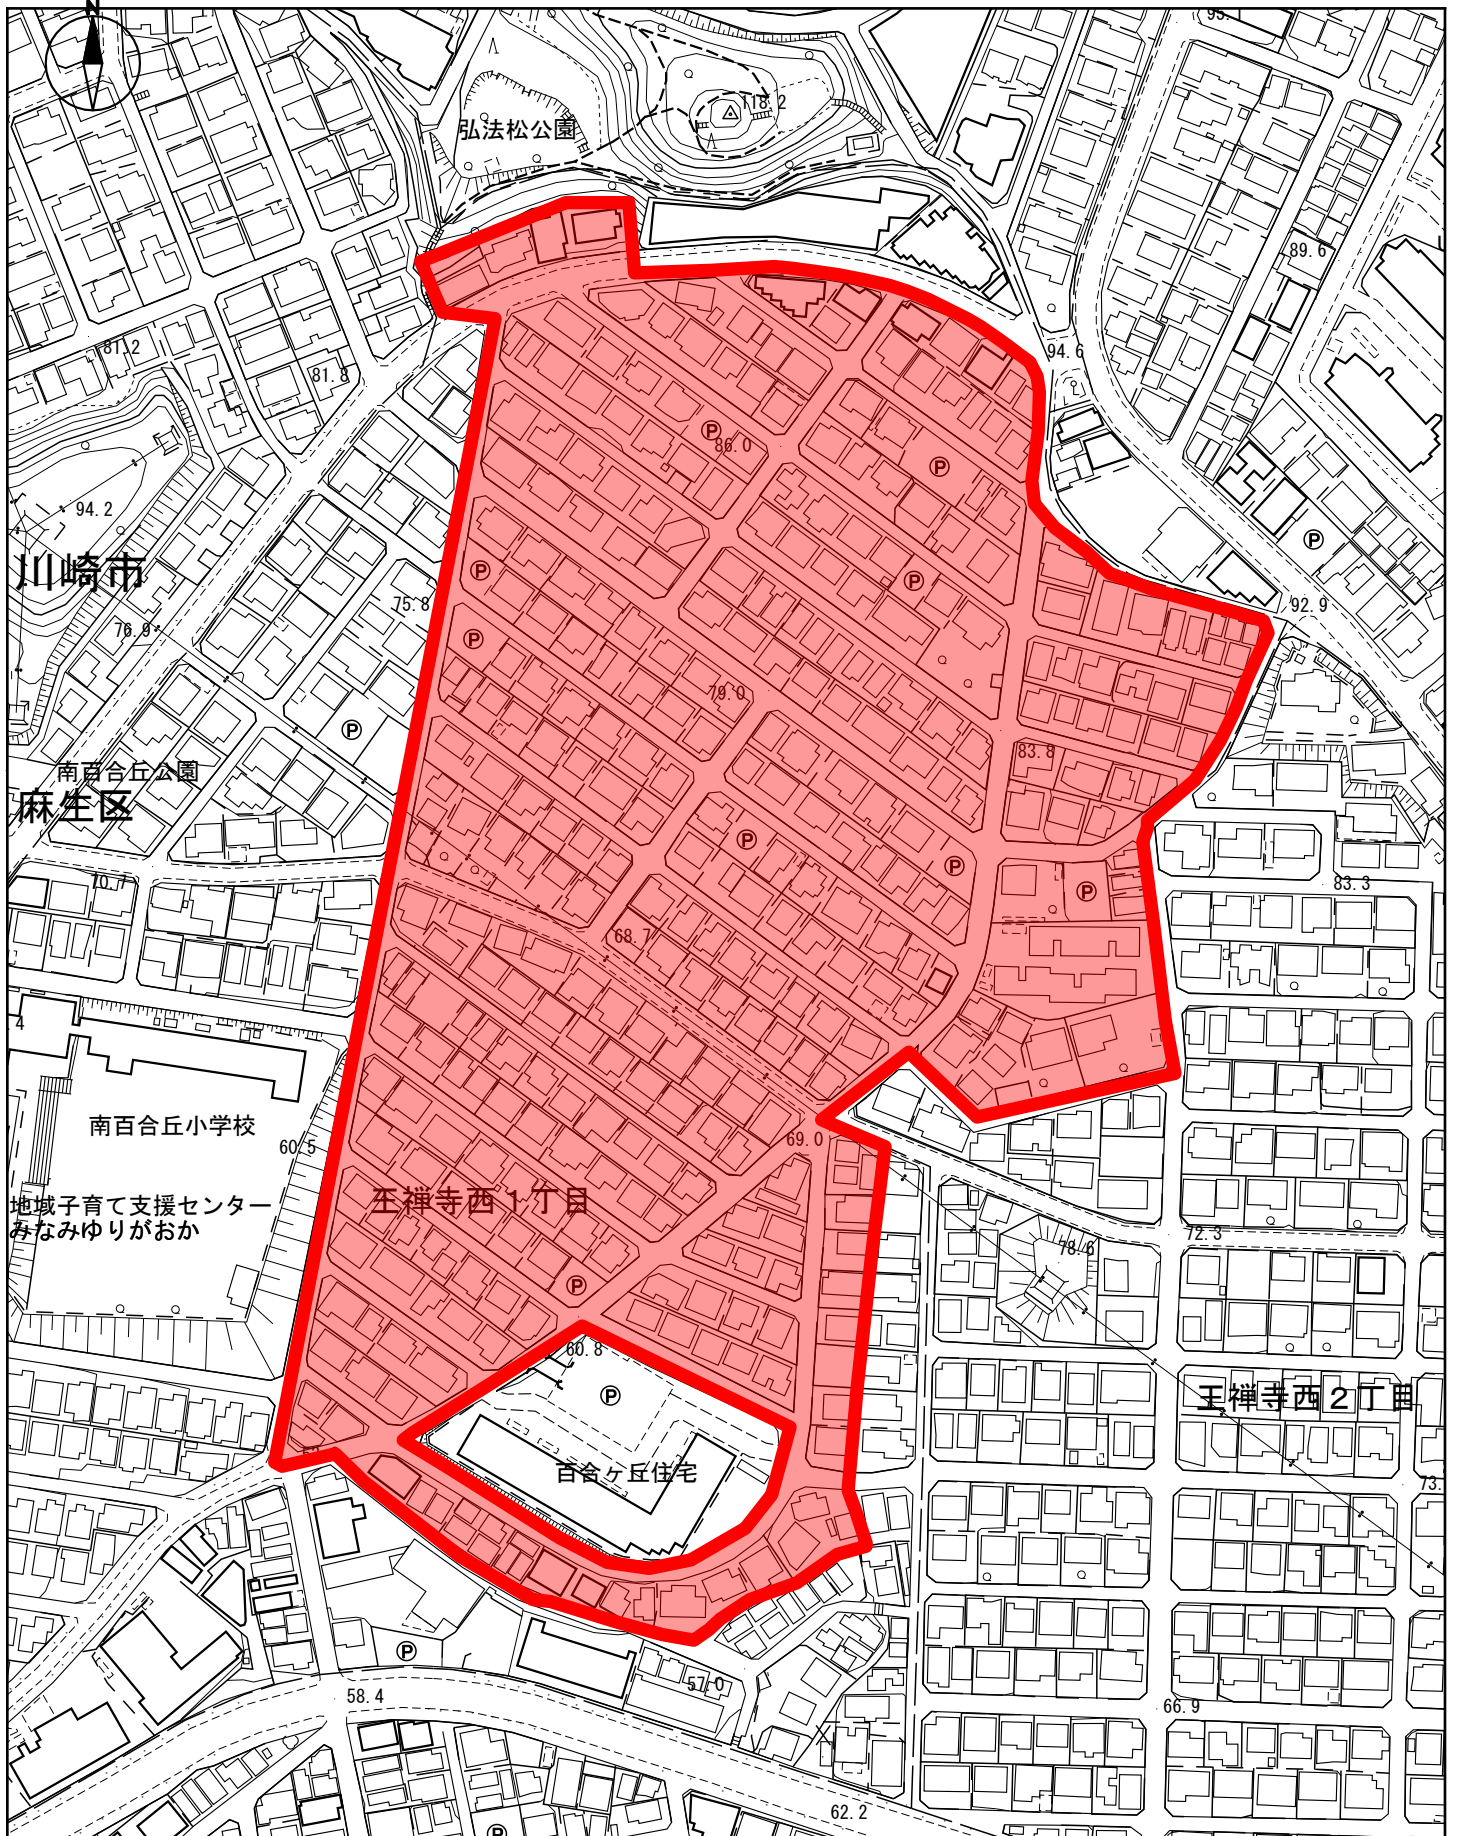 N
95.1
118.2
弘法松公園
89.6
81.2
81.8
94.6
P
86.0
P
94.2
P
川崎市
P
P
75.8
92.9
76.9
P
79.0
P
83.8
南百合丘公園
麻生区
P
P
P
70.7
83.3
68.7
南百合丘小学校
60.5
69.0
地域子育て支援センター
みなみゆりがおか
王禅寺西1丁目
78.6
72.3
P
60.8
P
王禅寺西2丁目
百合ヶ丘住宅
73.
P
57.0
58.4
66.9
62.2
P